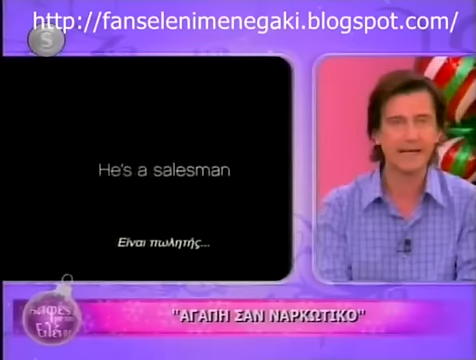 http://fanselenimenegaki.blogspot.com/
S
He's a salesman
Είναι πωλητής...
"ΑΓΑΠΗ ΣΑΝ ΝΑΡΚΩΤΙΚΟ"